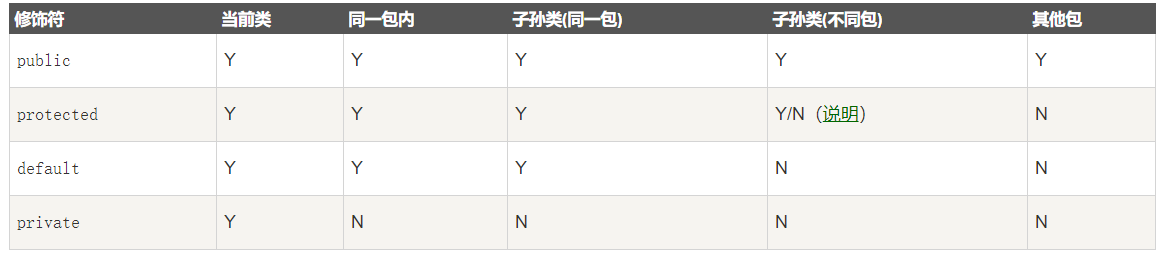 修饰符 当前类 同一包内 子孙类(同一包) 子孙类(不同包) 其他包
public Y Y Y Y Y
protected Y Y Y Y/N（说明） N
default Y Y Y N N
private Y N N N N